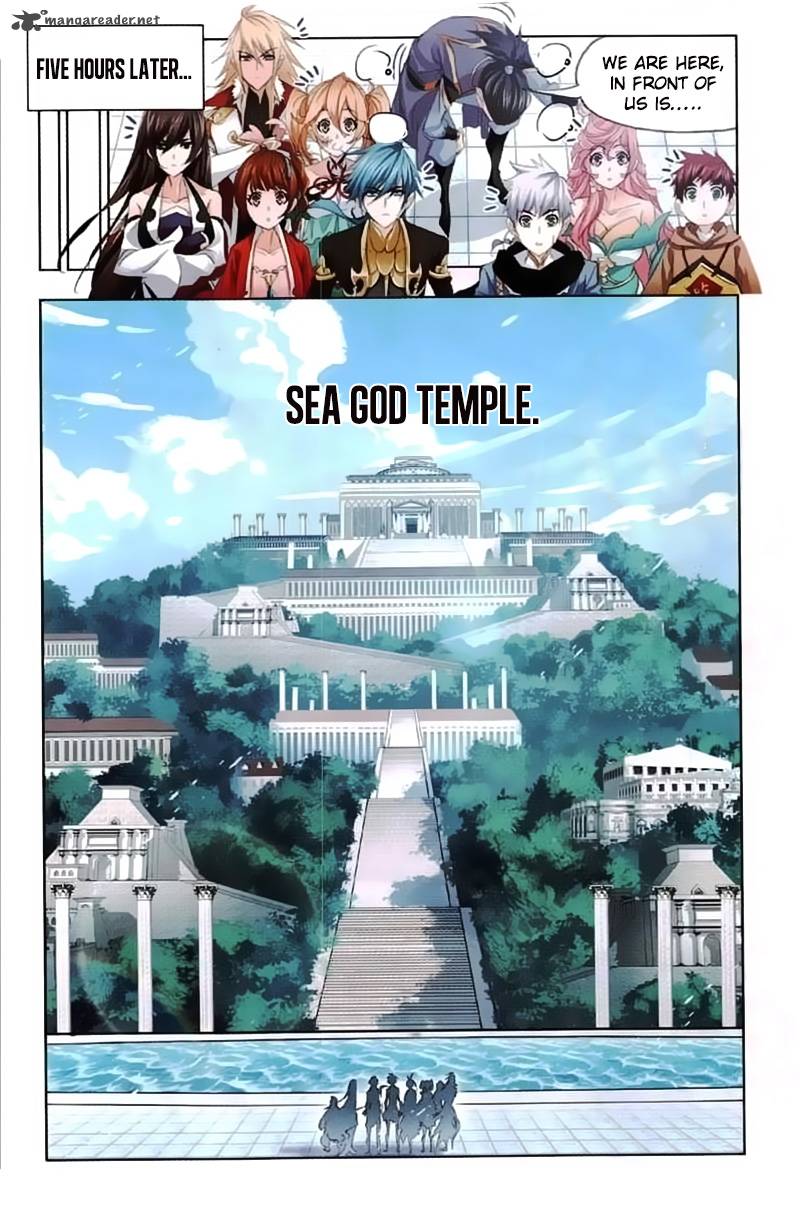 mangareader.net
FIVE HOURS LATER...
WE ARE HERE,
IN FRONT OF
US IS.....
SEA GOD TEMPLE.